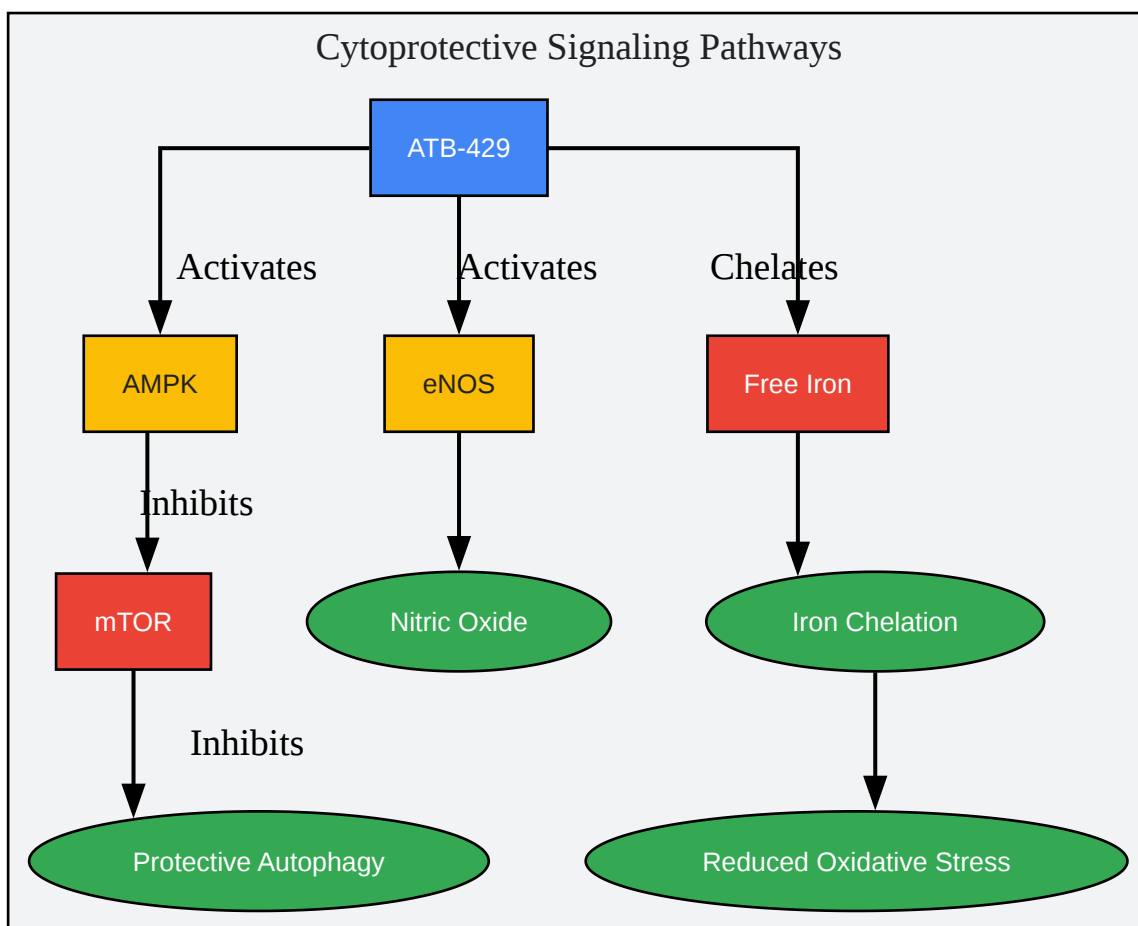 Cytoprotective Signaling Pathways
ATB-429
Activates
Activates
Chelates
AMPK
eNOS
Free Iron
Inhibits
mTOR
Nitric Oxide
Iron Chelation
Inhibits
Protective Autophagy
Reduced Oxidative Stress